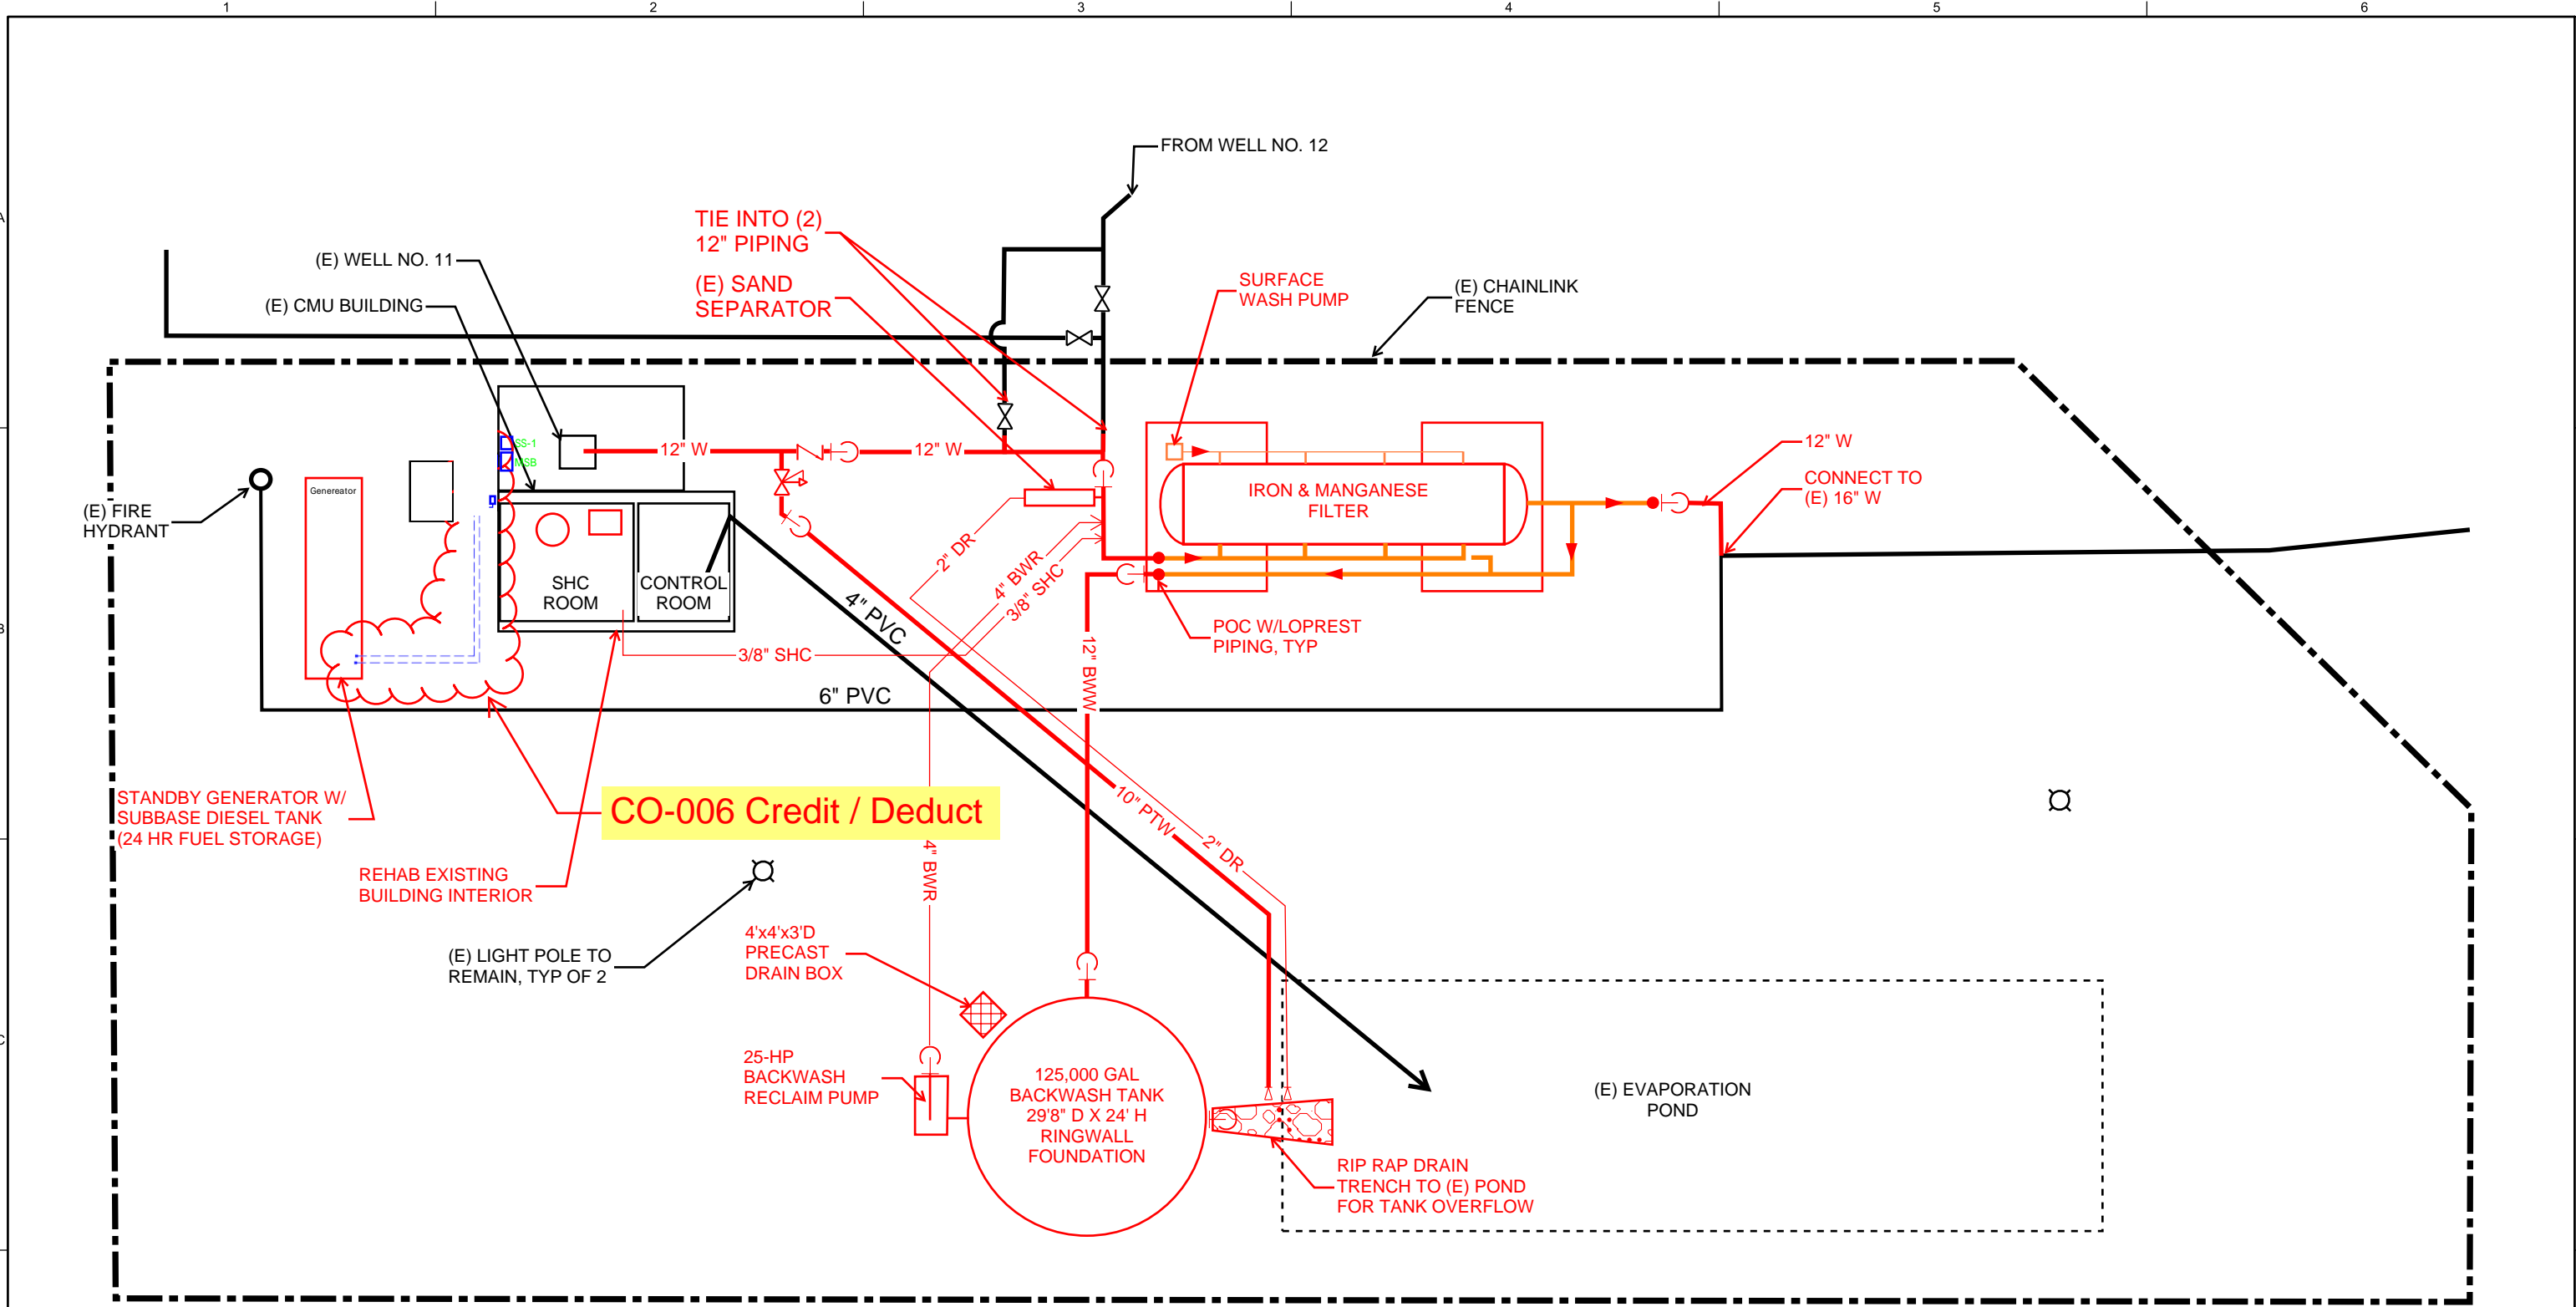 1
2
3
4
5
6
A
B
C
FROM WELL NO. 12
TIE INTO (2)
12" PIPING
(E) WELL NO. 11
(E) CMU BUILDING
(E) SAND
SEPARATOR
SURFACE
WASH PUMP
(E) CHAINLINK
FENCE
SS-1
MSB
12" W
12" W
12" W
CONNECT TO
(E) 16" W
Genereator
(E) FIRE
HYDRANT
IRON & MANGANESE
FILTER
2" DR
4" BWR
3/8" SHC
SHC
ROOM
CONTROL
ROOM
4" PVC
POC W/LOPREST
PIPING, TYP
3/8" SHC
12" BWW
6" PVC
STANDBY GENERATOR W/
SUBBASE DIESEL TANK
(24 HR FUEL STORAGE)
CO-006 Credit / Deduct
10" PTW
2" DR
4" BWR
REHAB EXISTING
BUILDING INTERIOR
(E) LIGHT POLE TO
REMAIN, TYP OF 2
4'x4'x3'D
PRECAST
DRAIN BOX
25-HP
BACKWASH
RECLAIM PUMP
125,000 GAL
BACKWASH TANK
29'8" D X 24' H
RINGWALL
FOUNDATION
(E) EVAPORATION
POND
RIP RAP DRAIN
TRENCH TO (E) POND
FOR TANK OVERFLOW